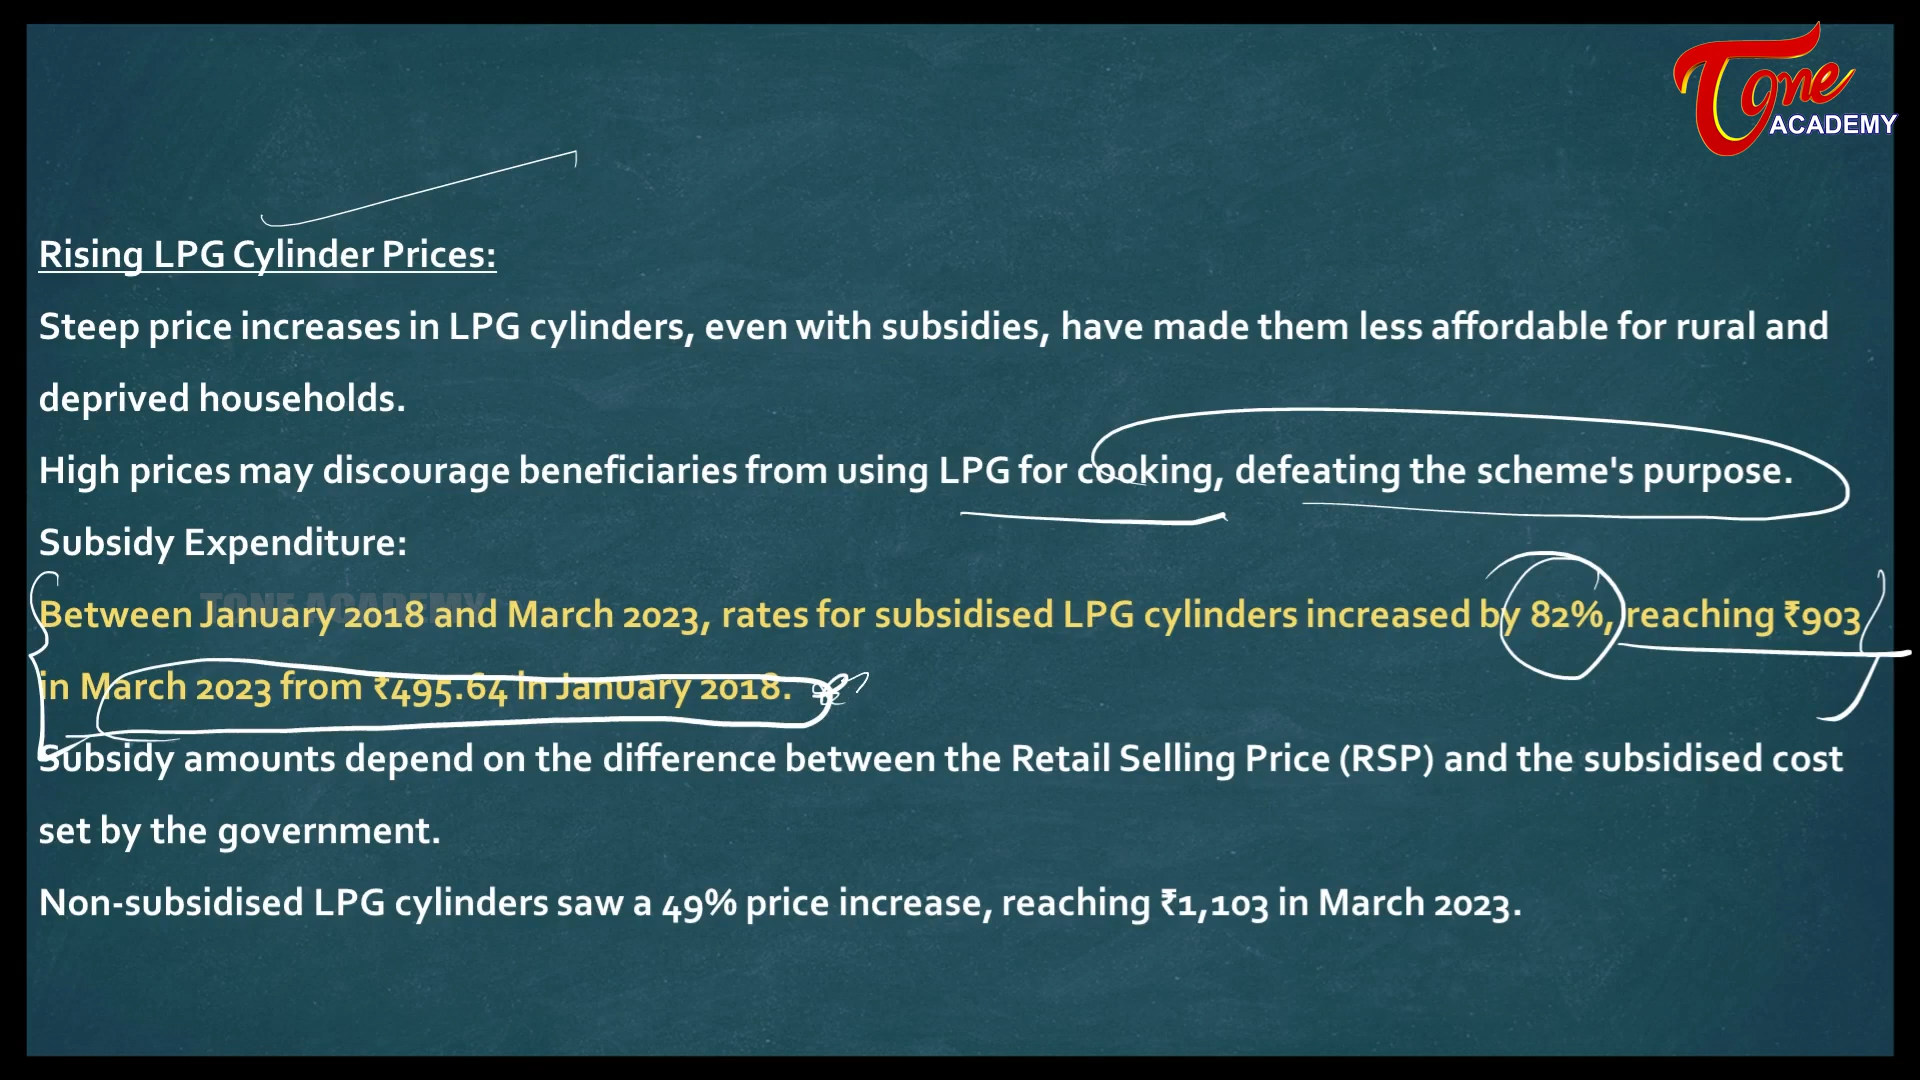 Tone
ACADEMY
Rising LPG Cylinder Prices:
Steep price increases in LPG cylinders, even with subsidies, have made them less affordable for rural and
deprived households.
High prices may discourage beneficiaries from using LPG for cooking, defeating the scheme's purpose.
Subsidy Expenditure:
TONE ACADEMY
Between January 2018 and March 2023, rates for subsidised LPG cylinders increased by 82%, reaching ₹903
in March 2023 from ₹495.64 in January 2018.
Subsidy amounts depend on the difference between the Retail Selling Price (RSP) and the subsidised cost
set by the government.
Non-subsidised LPG cylinders saw a 49% price increase, reaching ₹1,103 in March 2023.